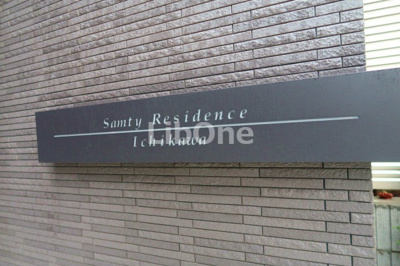 Samty Residence
LibOne
Ichikawa